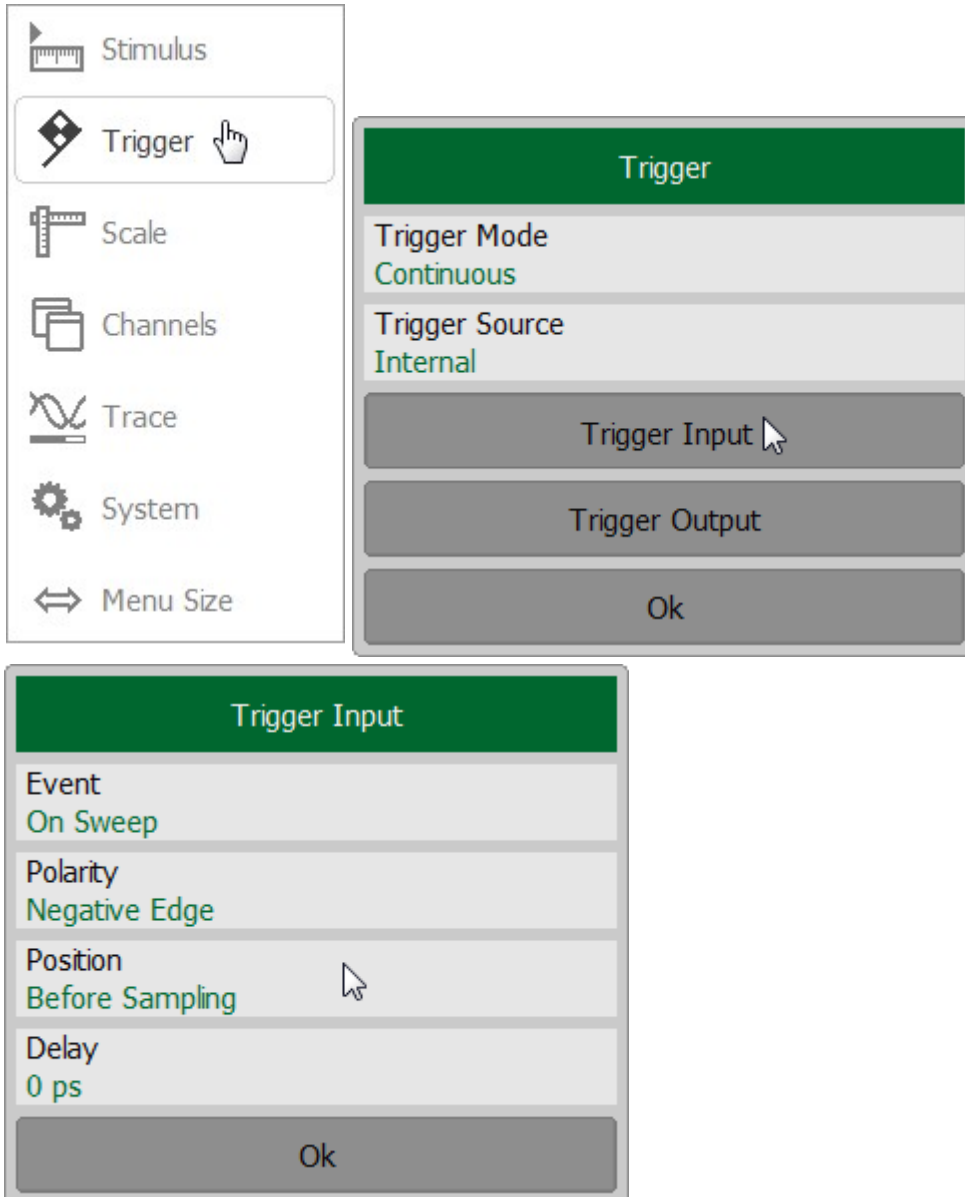 Stimulus
Trigger
Scale
Channels
Trace
System
Menu Size
Trigger
Trigger Mode
Continuous
Trigger Source
Internal
Trigger Input
Trigger Output
Ok
Trigger Input
Event
On Sweep
Polarity
Negative Edge
Position
Before Sampling
Delay
0 ps
Ok